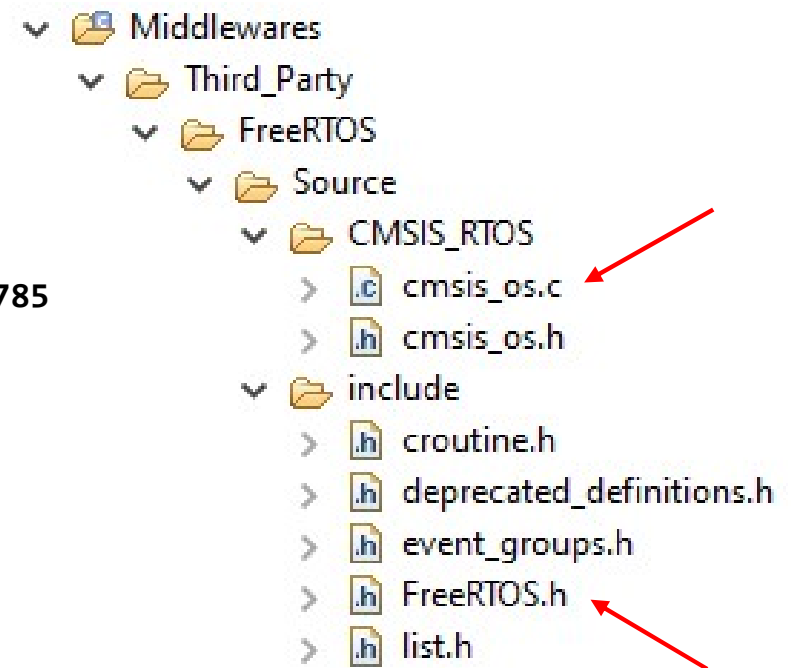 Middlewares
Third_Party
FreeRTOS
Source
CMSIS_RTOS
.c cmsis_os.c
785
.h cmsis_os.h
include
.h croutine.h
.h deprecated_definitions.h
.h event_groups.h
.h FreeRTOS.h
.h list.h